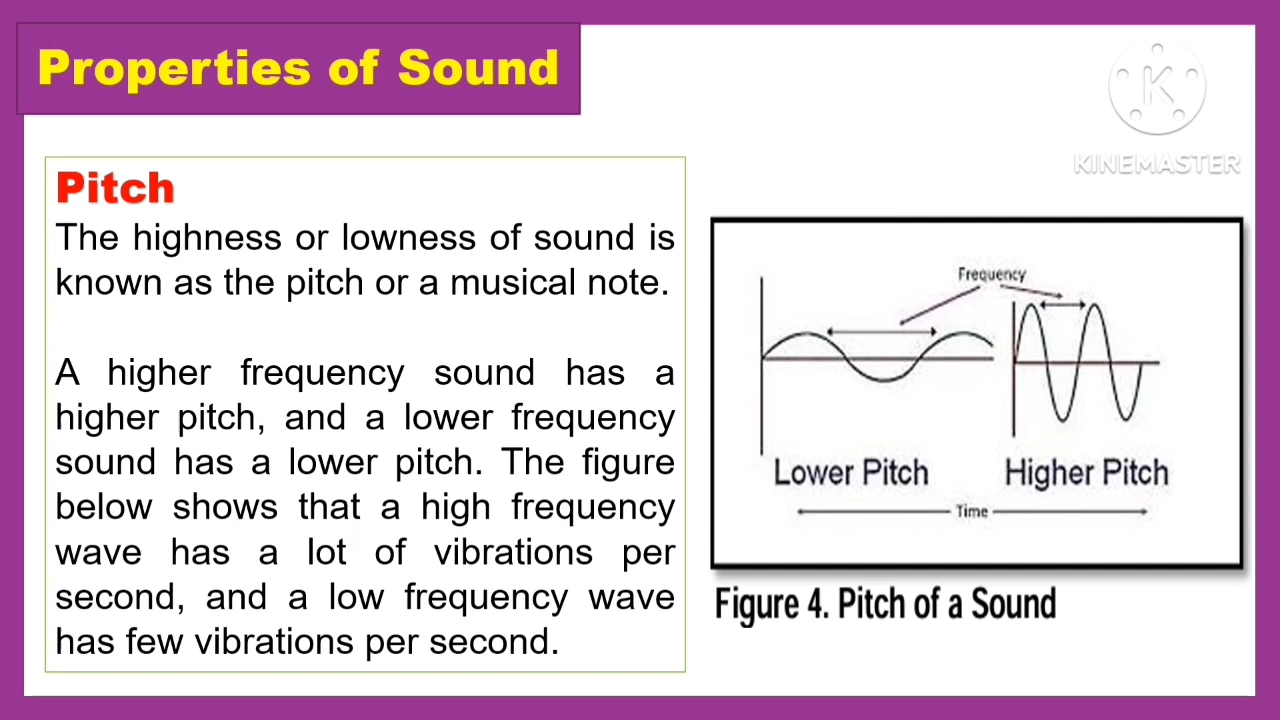 Properties of Sound
K
KINEMASTER
Pitch
The highness or lowness of sound is
known as the pitch or a musical note.
A higher frequency sound has a
higher pitch, and a lower frequency
sound has a lower pitch. The figure
below shows that a high frequency
wave has a lot of vibrations per
second, and a low frequency wave
has few vibrations per second.
Frequency
Lower Pitch
Higher Pitch
Time
Figure 4. Pitch of a Sound